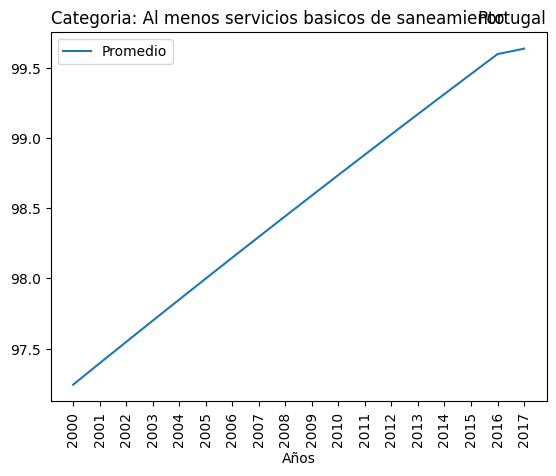 Categoria: Al menos servicios basicos de saneamiento
Portugal
Promedio
99.5
99.0
98.5
98.0
97.5
2000 2001 2002 2003 2004 2005 2006 2007 2008 2009 2010 2011 2012 2013 2014 2015 2016 2017
Años